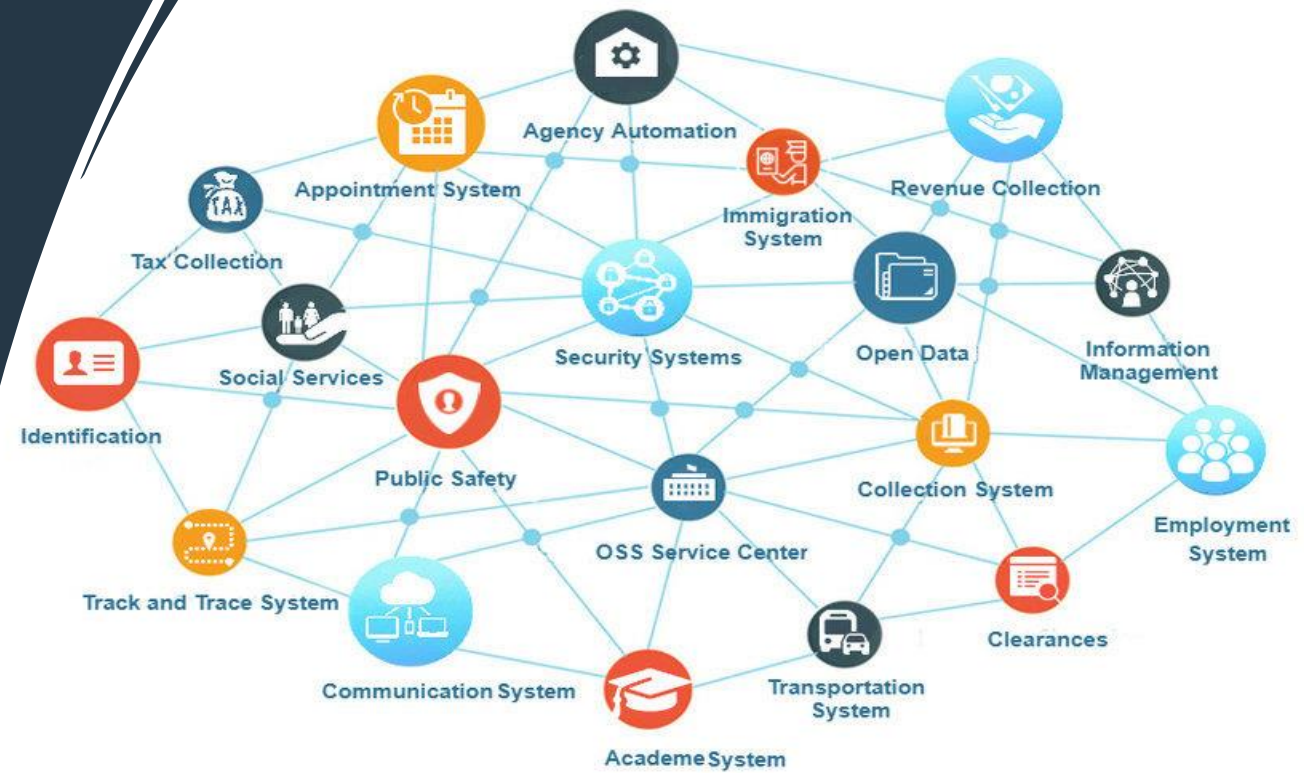 Agency Automation
Appointment System
Revenue Collection
Immigration
System
TAX
Tax Collection
Security Systems
Open Data
Information
Management
Social Services
Identification
Public Safety
Collection System
Employment
System
OSS Service Center
Track and Trace System
Clearances
Communication System
Transportation
System
Academe System